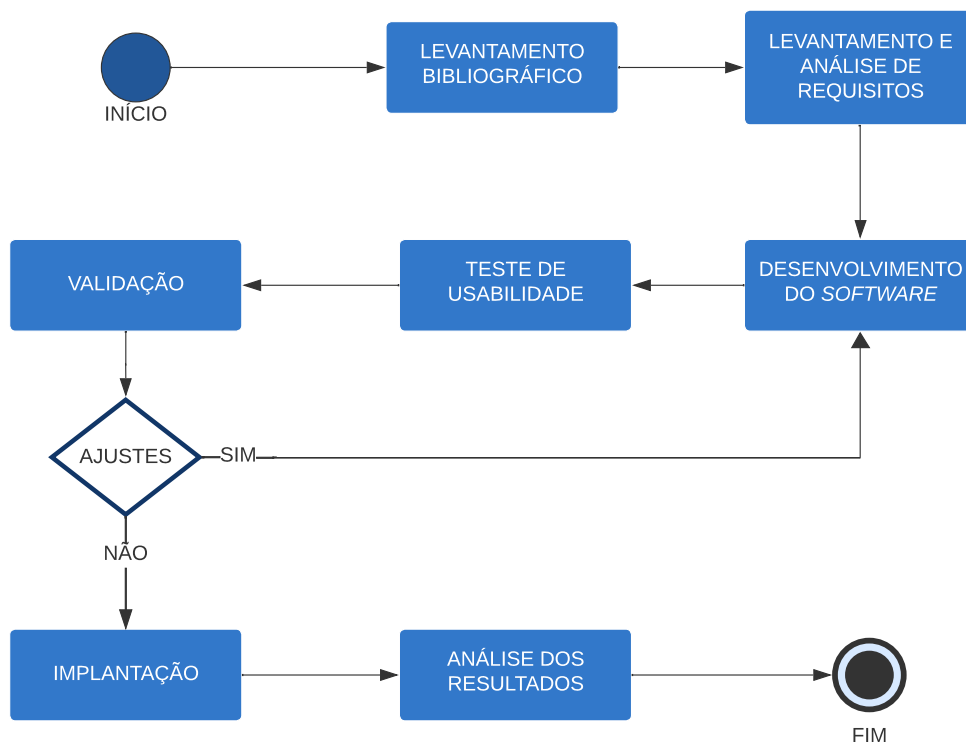 INÍCIO
LEVANTAMENTO
BIBLIOGRÁFICO
LEVANTAMENTO E
ANÁLISE DE
REQUISITOS
DESENVOLVIMENTO
DO SOFTWARE
TESTE DE
USABILIDADE
VALIDAÇÃO
AJUSTES
SIM
NÃO
IMPLANTAÇÃO
ANÁLISE DOS
RESULTADOS
FIM